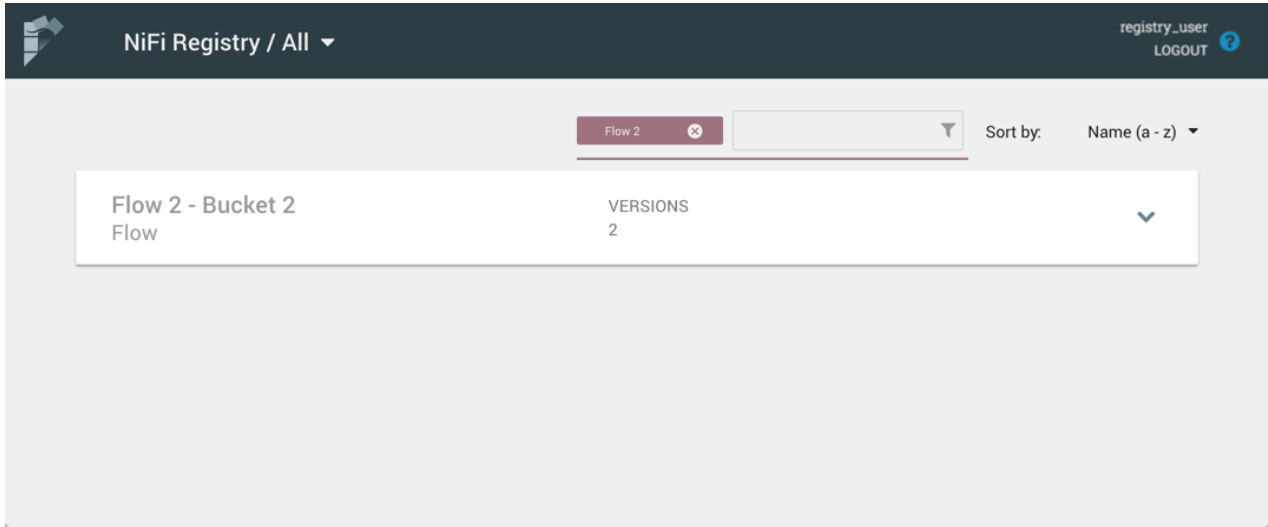 NiFi Registry / All
registry_user
LOGOUT
Flow 2
Sort by:
Name (a - z)
Flow 2 - Bucket 2
Flow
VERSIONS
2